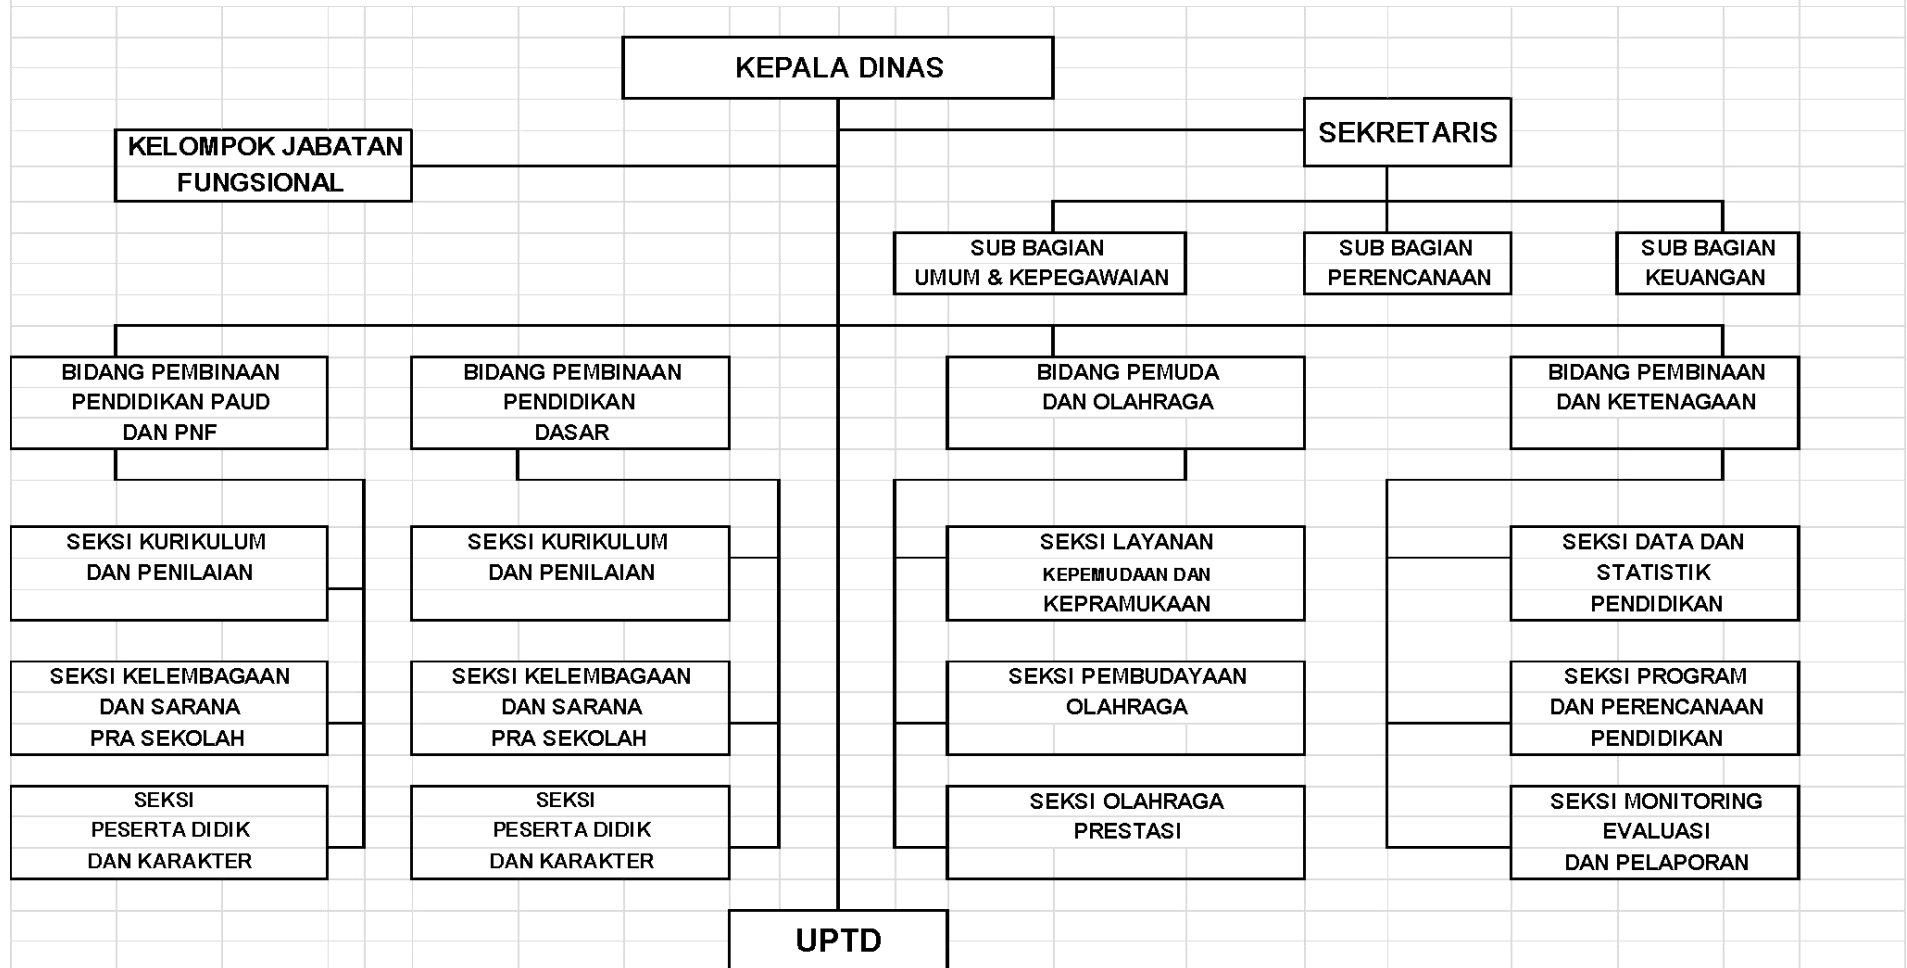 KEPALA DINAS
SEKRETARIS
KELOMPOK JABATAN
FUNGSIONAL
SUB BAGIAN
UMUM & KEPEGAWAIAN
SUB BAGIAN
PERENCANAAN
SUB BAGIAN
KEUANGAN
BIDANG PEMBINAAN
PENDIDIKAN PAUD
DAN PNF
BIDANG PEMBINAAN
PENDIDIKAN
DASAR
BIDANG PEMUDA
DAN OLAHRAGA
BIDANG PEMBINAAN
DAN KETENAGAAN
SEKSI KURIKULUM
DAN PENILAIAN
SEKSI KURIKULUM
DAN PENILAIAN
SEKSI LAYANAN
KEPEMUDAAN DAN
KEPRAMUKAAN
SEKSI DATA DAN
STATISTIK
PENDIDIKAN
SEKSI KELEMBAGAAN
DAN SARANA
PRA SEKOLAH
SEKSI KELEMBAGAAN
DAN SARANA
PRA SEKOLAH
SEKSI PEMBUDAYAAN
OLAHRAGA
SEKSI PROGRAM
DAN PERENCANAAN
PENDIDIKAN
SEKSI
PESERTA DIDIK
DAN KARAKTER
SEKSI
PESERTA DIDIK
DAN KARAKTER
SEKSI OLAHRAGA
PRESTASI
SEKSI MONITORING
EVALUASI
DAN PELAPORAN
UPTD